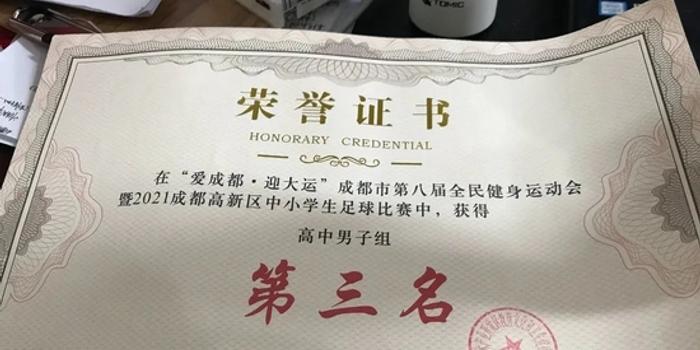 TOMIC
荣誉证书
HONORARY CREDENTIAL
在“爱成都·迎大运”成都市第八届全民健身运动会
暨2021成都高新区中小学生足球比赛中，获得
高中男子组
第三名